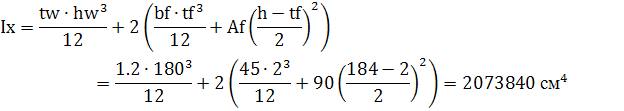 Ix = tw·hw³/12 + 2(bf·tf³/12 + Af((h − tf)/2)²)
= 1.2·180³/12 + 2(45·2³/12 + 90((184 − 2)/2)²) = 2073840 см⁴